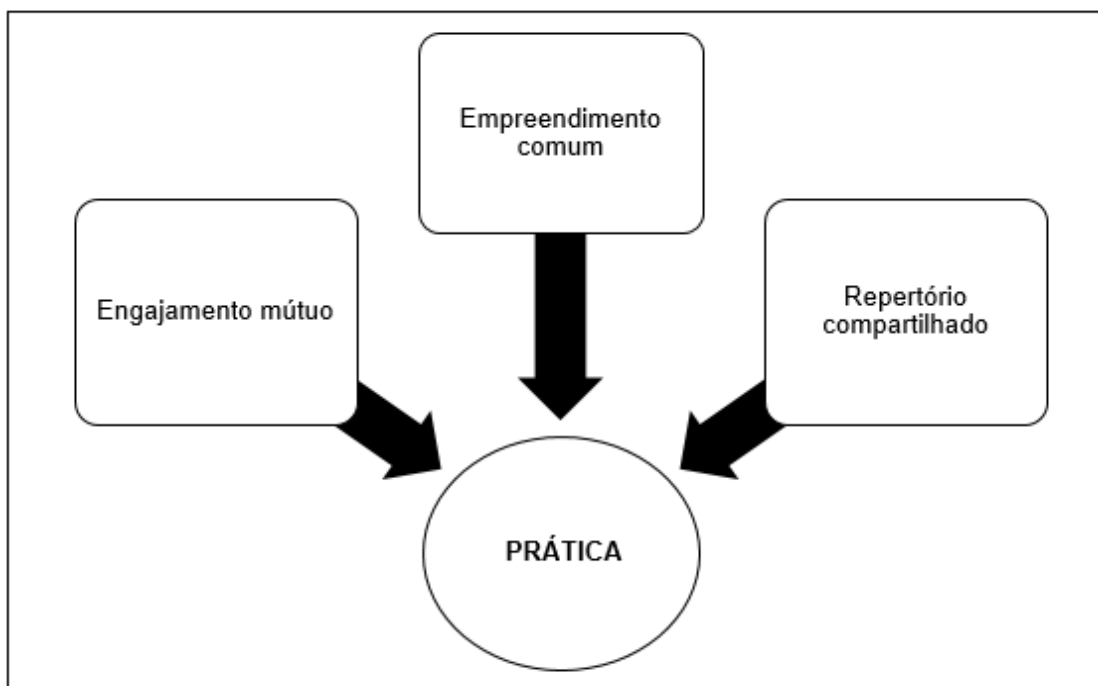 Empreendimento
comum
Engajamento mútuo
Repertório
compartilhado
PRÁTICA